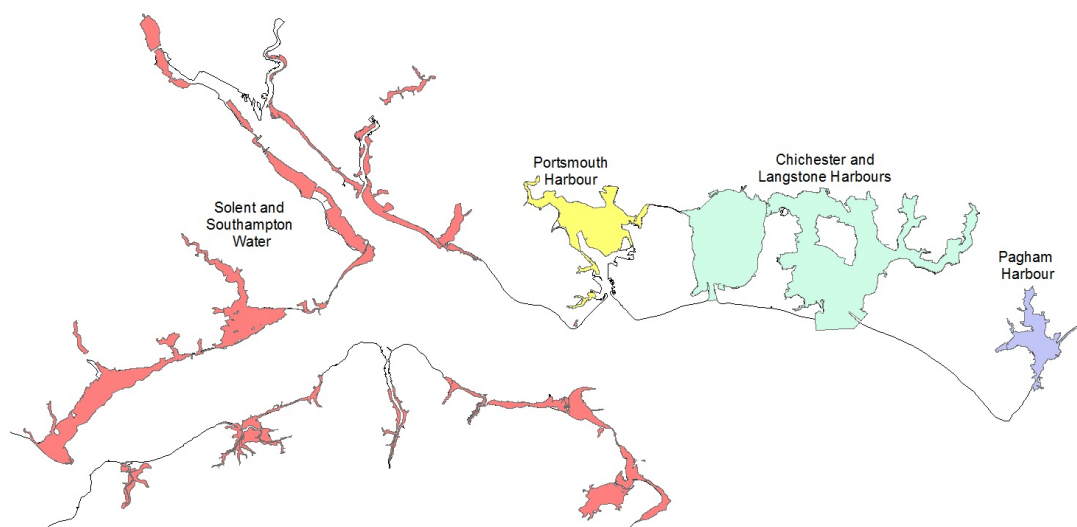 Portsmouth
Harbour
Chichester and
Langstone Harbours
Solent and
Southampton
Water
Pagham
Harbour